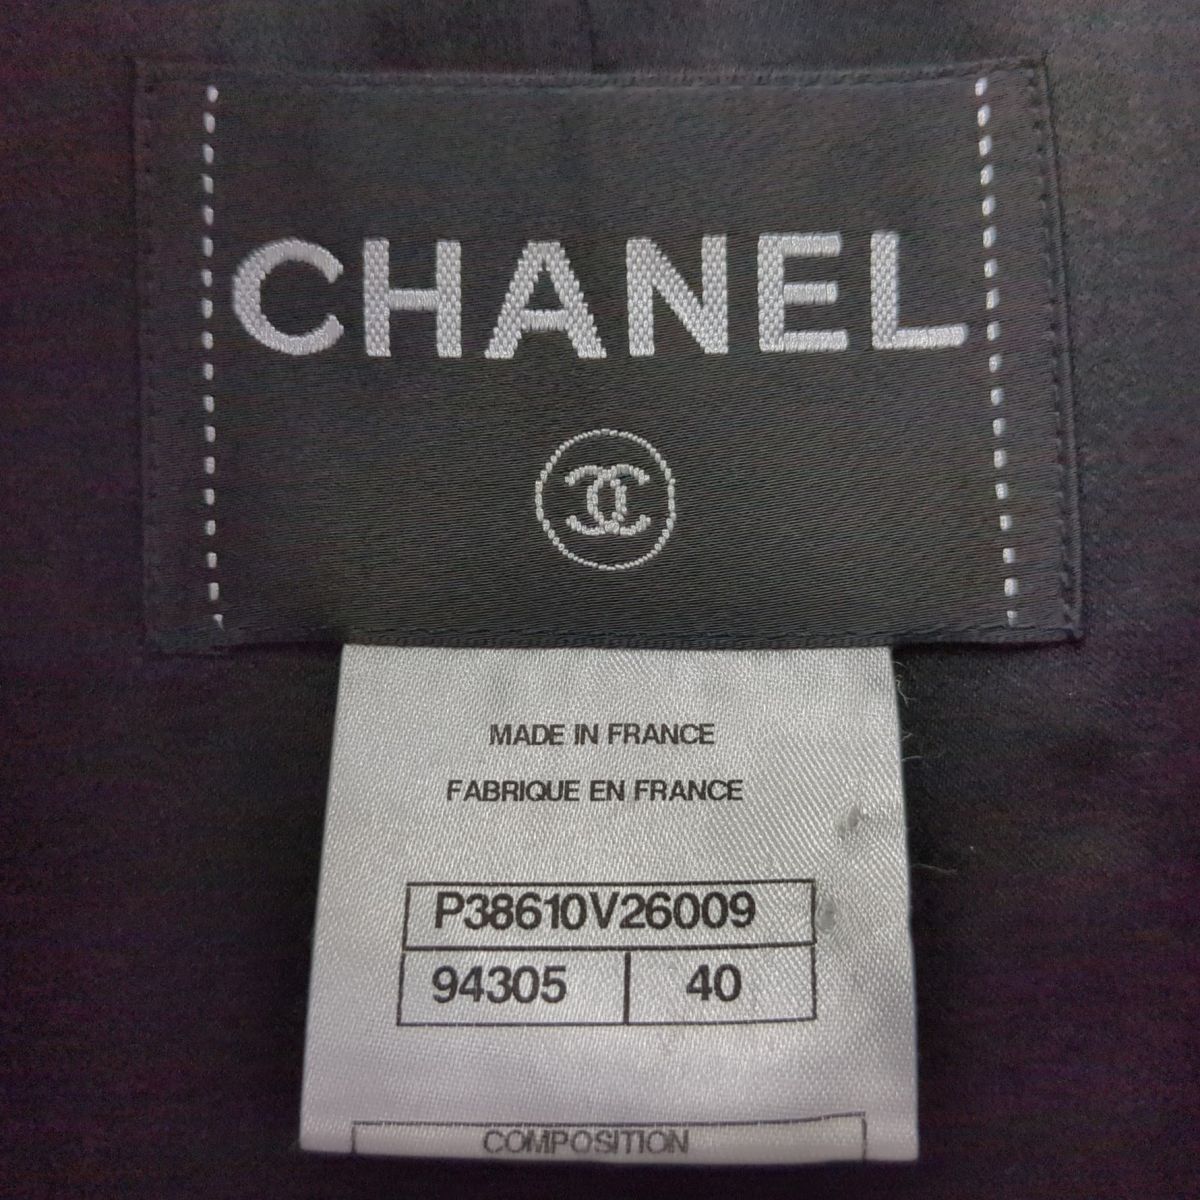 CHANEL
MADE IN FRANCE
FABRIQUE EN FRANCE
P38610V26009
94305 40
COMPOSITION